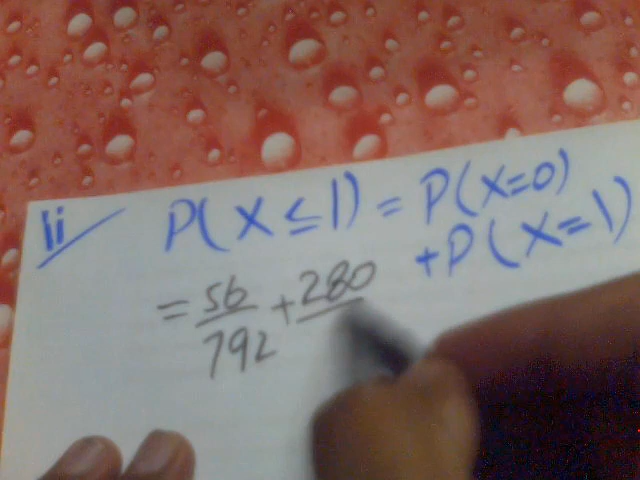 ii P(X ≤ 1) = P(X=0)
+ P(X=1)
= 56/792 + 280